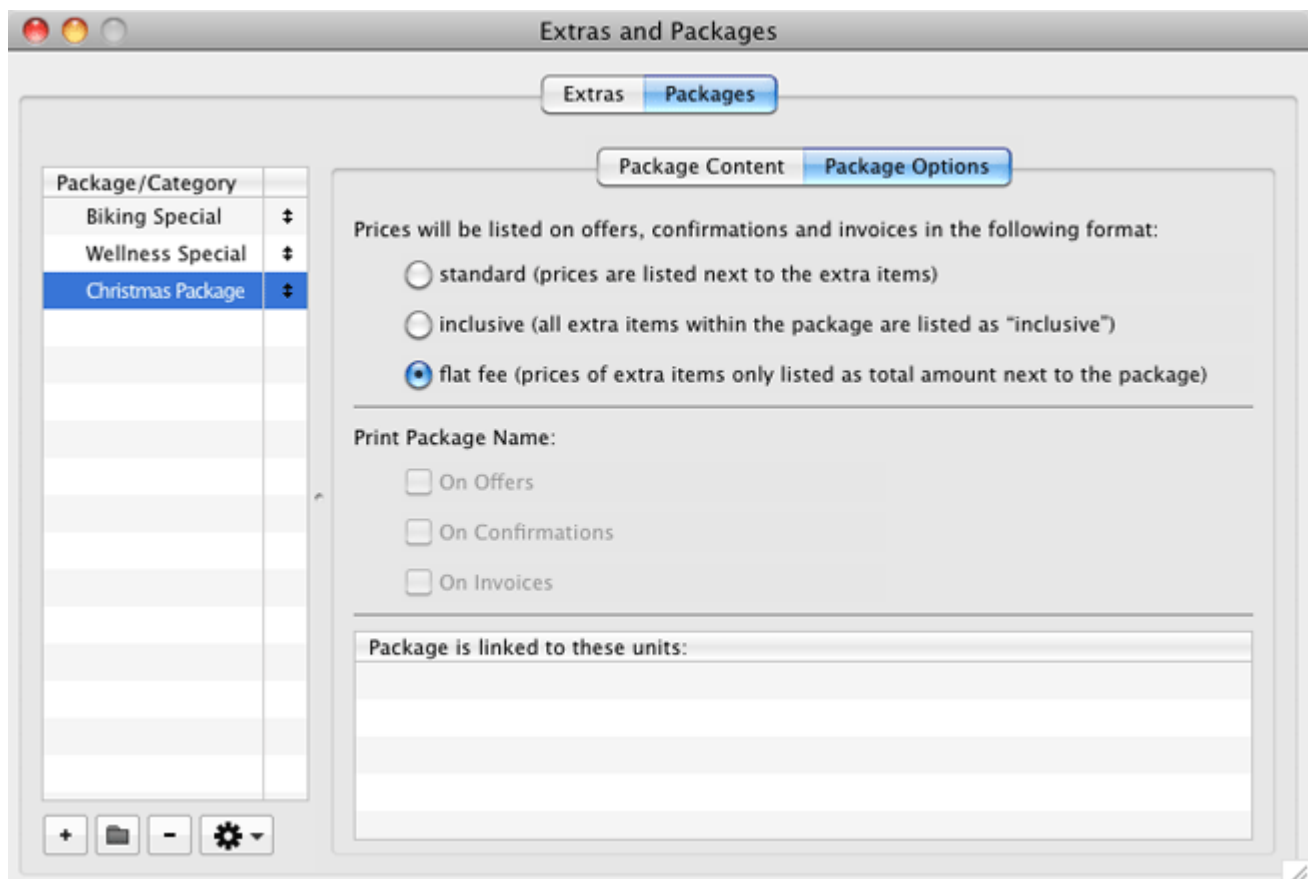 Extras and Packages
Extras Packages
Package Content Package Options
Package/Category
Biking Special
Wellness Special
Christmas Package
Prices will be listed on offers, confirmations and invoices in the following format:
standard (prices are listed next to the extra items)
inclusive (all extra items within the package are listed as “inclusive”)
flat fee (prices of extra items only listed as total amount next to the package)
Print Package Name:
On Offers
On Confirmations
On Invoices
Package is linked to these units: